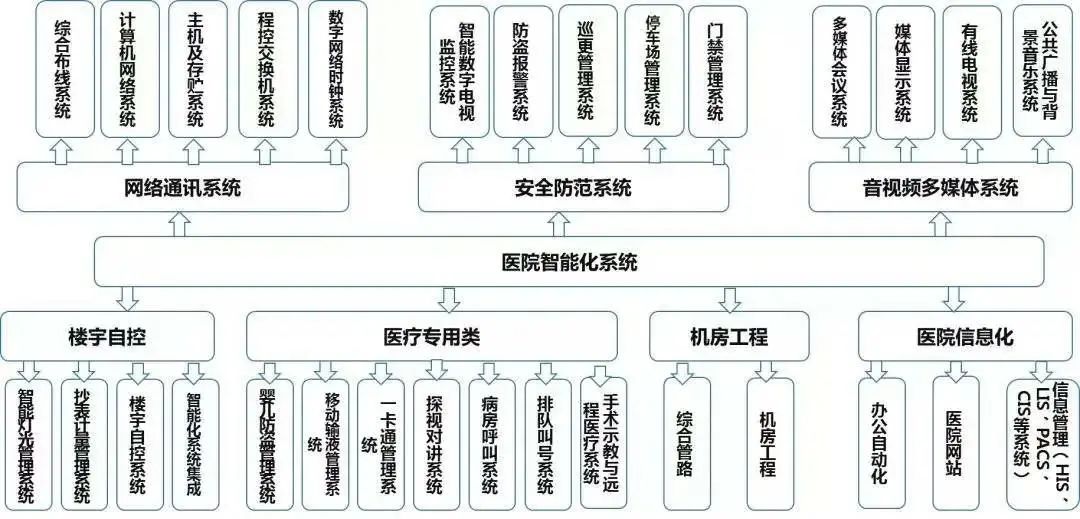 综合布线系统
计算机网络系统
主机及存贮系统
程控交换机系统
数字网络时钟系统
智能数字电视
监控系统
防盗报警系统
巡更管理系统
停车场管理系统
门禁管理系统
多媒体会议系统
媒体显示系统
有线电视系统
公共广播与背
景音乐系统
网络通讯系统
安全防范系统
音视频多媒体系统
医院智能化系统
楼宇自控
医疗专用类
机房工程
医院信息化
智能灯光管理系统
抄表计量管理系统
楼宇自控系统
智能化系统集成
婴儿防盗管理系统
移动输液管理系
统
一卡通管理系
统
探视对讲系统
病房呼叫系统
排队叫号系统
手术示教与远
程医疗系统
综合管路
机房工程
办公自动化
医院网站
信息管理（HIS，
LIS，PACS，
CIS等系统）